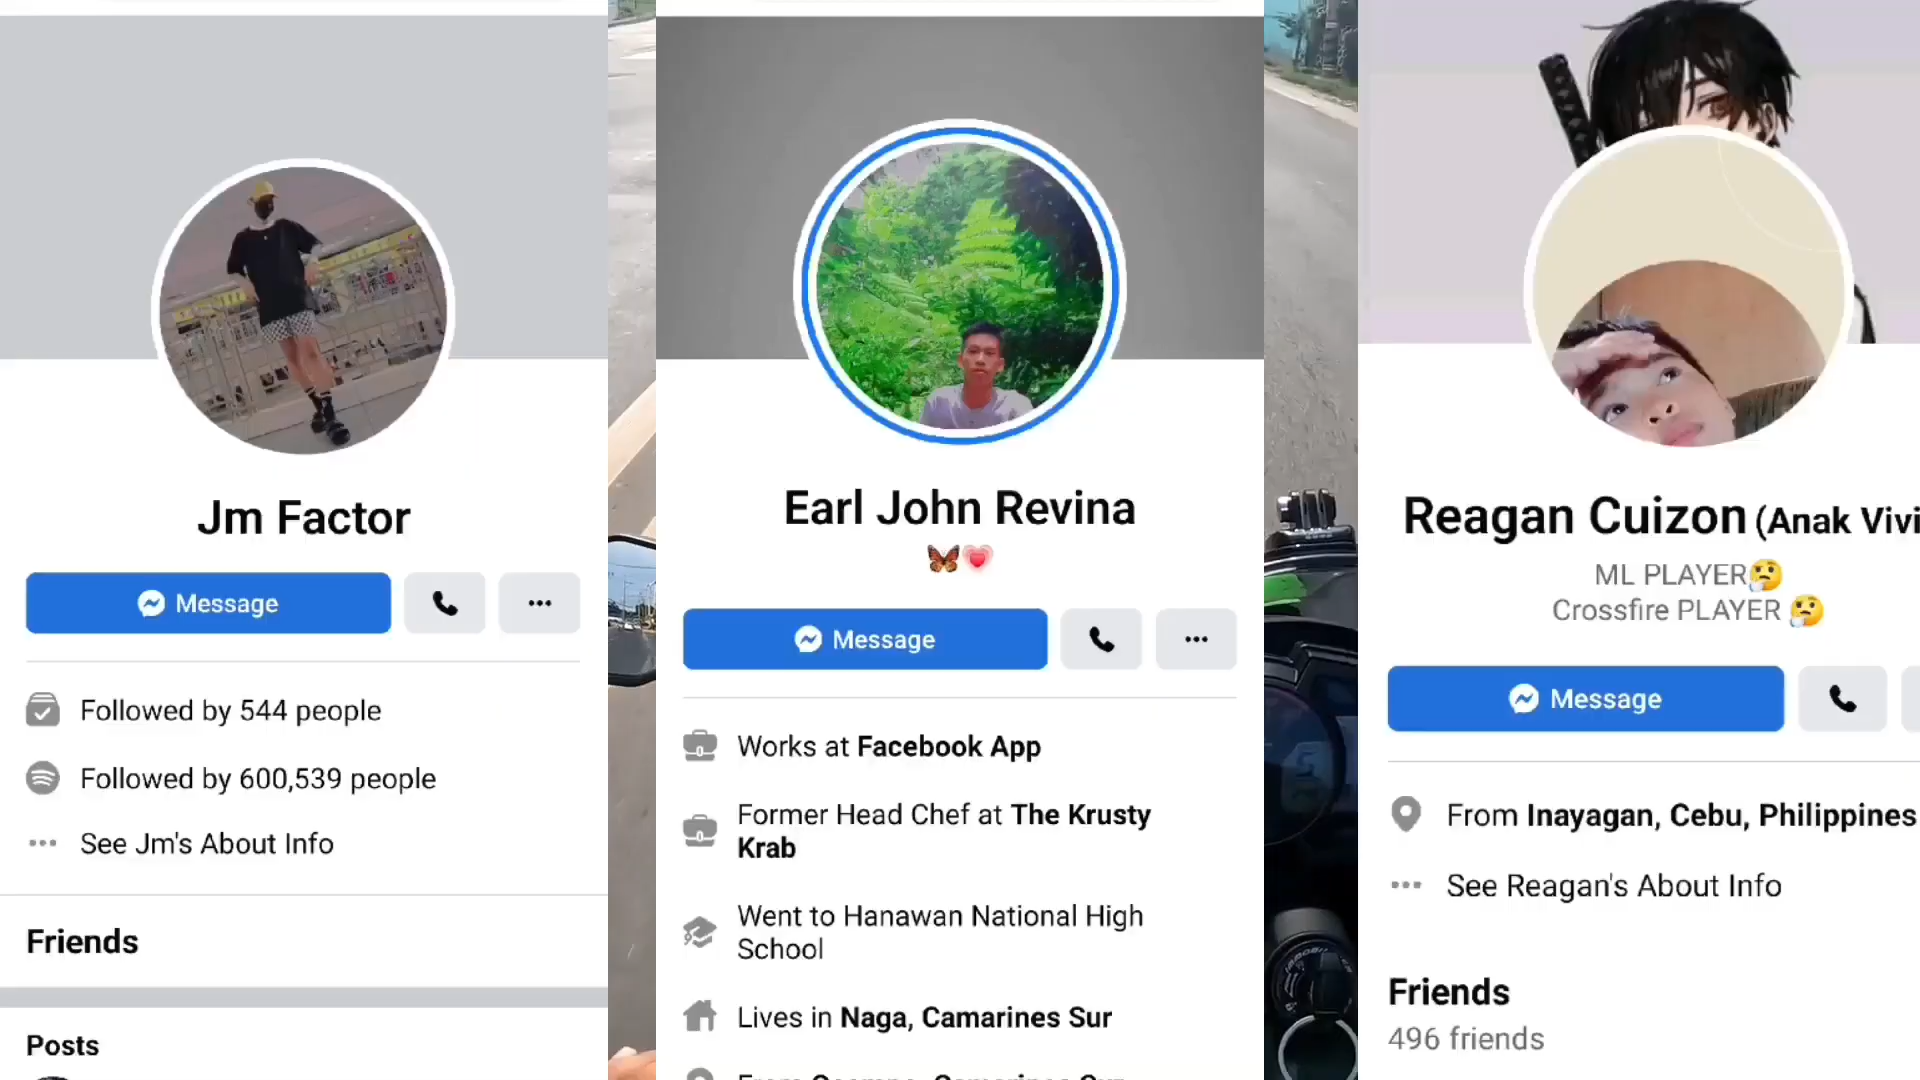 Jm Factor
Message
Followed by 544 people
Followed by 600,539 people
See Jm's About Info
Friends
Posts
Earl John Revina
🦋💗
Message
Works at Facebook App
Former Head Chef at The Krusty
Krab
Went to Hanawan National High
School
Lives in Naga, Camarines Sur
Reagan Cuizon (Anak Vivi
ML PLAYER🤔
Crossfire PLAYER 🤔
Message
From Inayagan, Cebu, Philippines
See Reagan's About Info
Friends
496 friends